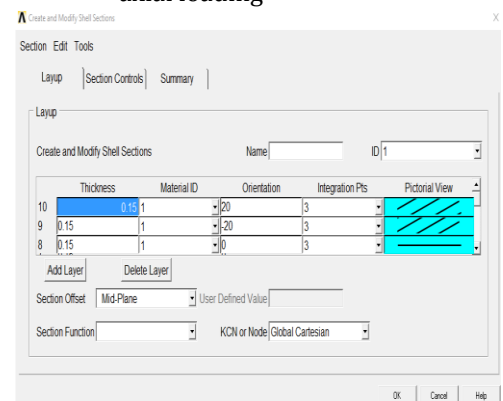 axial loading
Create and Modify Shell Sections X
Section Edit Tools
Layup Section Controls Summary
Layup
Create and Modify Shell Sections Name ID 1
Thickness Material ID Orientation Integration Pts Pictorial View
10 0.15 1 20 3
9 0.15 1 -20 3
8 0.15 1 0 3
Add Layer Delete Layer
Section Offset Mid-Plane User Defined Value
Section Function KCN or Node Global Cartesian
OK Cancel Help